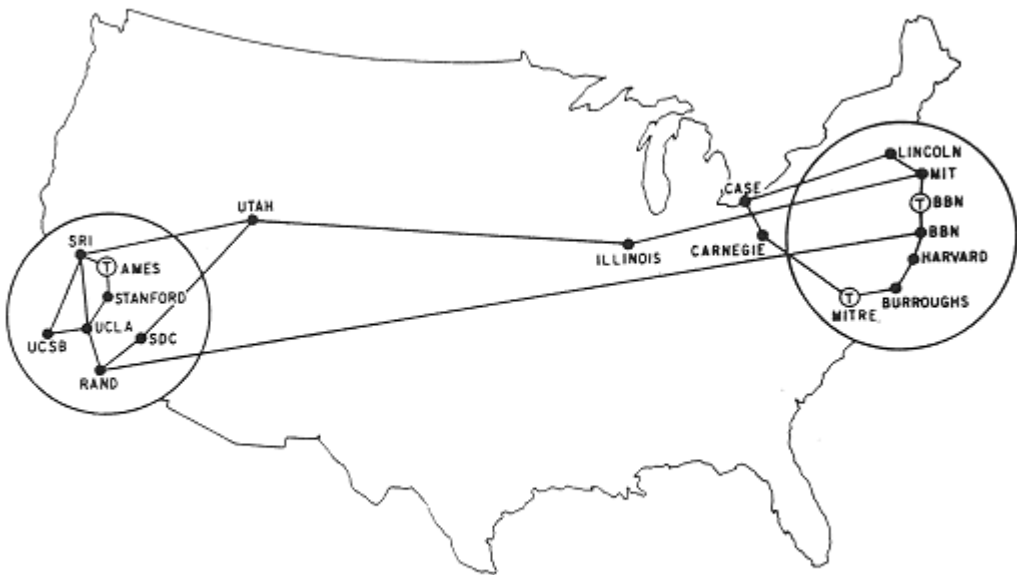 LINCOLN
MIT
CASE
T BBN
UTAH
BBN
SRI
CARNEGIE
ILLINOIS
HARVARD
T AMES
STANFORD
T
BURROUGHS
MITRE
UCLA
SDC
UCSB
RAND